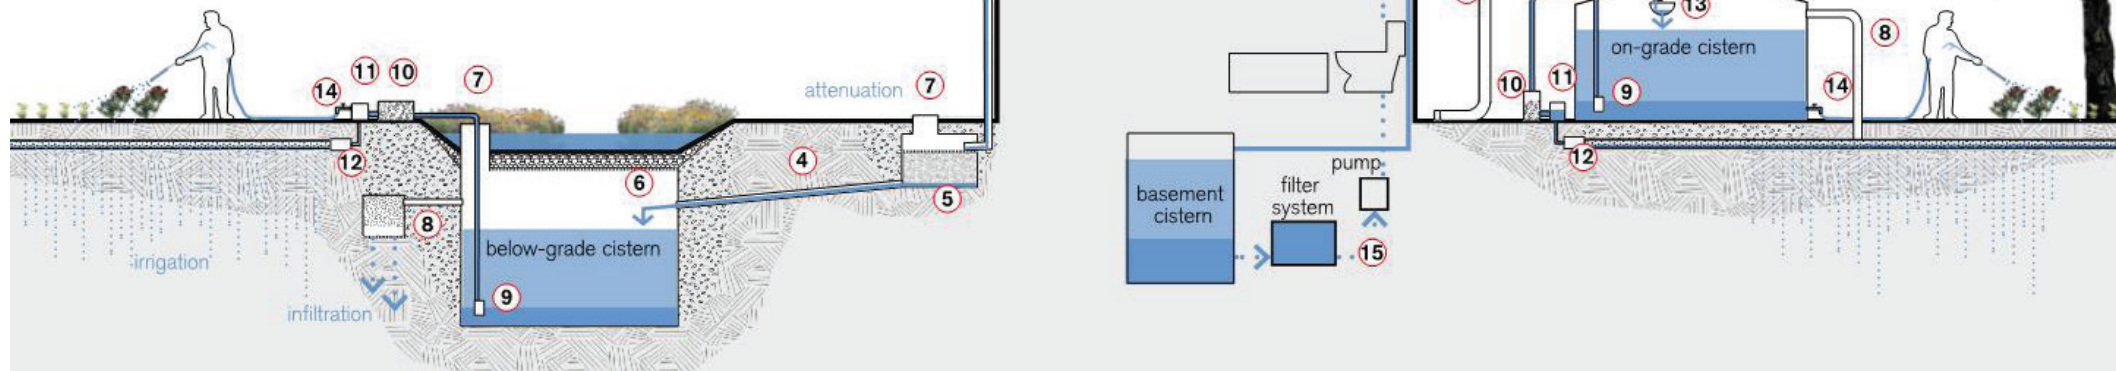 13
8
on-grade cistern
11
10
7
attenuation
7
14
10
11
9
14
12
4
12
pump
6
5
basement
cistern
filter
system
8
below-grade cistern
15
irrigation
9
infiltration